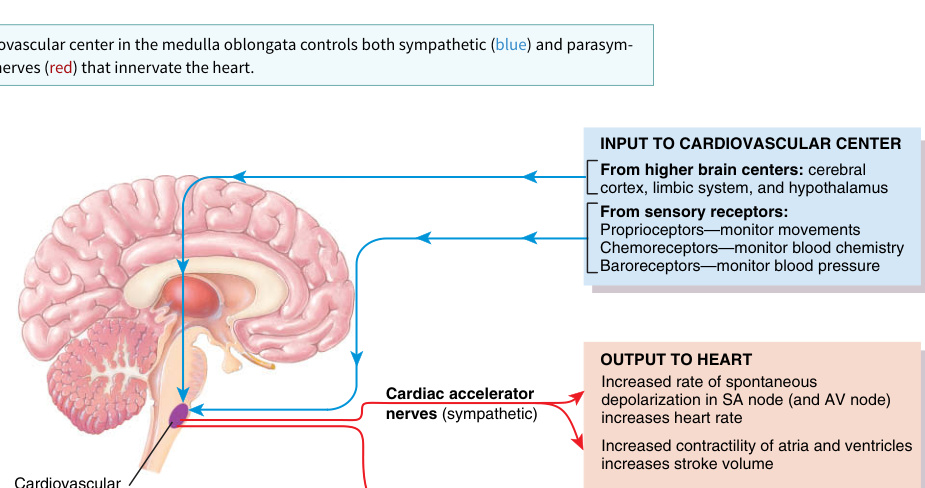 ovascular center in the medulla oblongata controls both sympathetic (blue) and parasym-
nerves (red) that innervate the heart.
INPUT TO CARDIOVASCULAR CENTER
From higher brain centers: cerebral
cortex, limbic system, and hypothalamus
From sensory receptors:
Proprioceptors—monitor movements
Chemoreceptors—monitor blood chemistry
Baroreceptors—monitor blood pressure
OUTPUT TO HEART
Increased rate of spontaneous
depolarization in SA node (and AV node)
increases heart rate
Increased contractility of atria and ventricles
increases stroke volume
Cardiac accelerator
nerves (sympathetic)
Cardiovascular